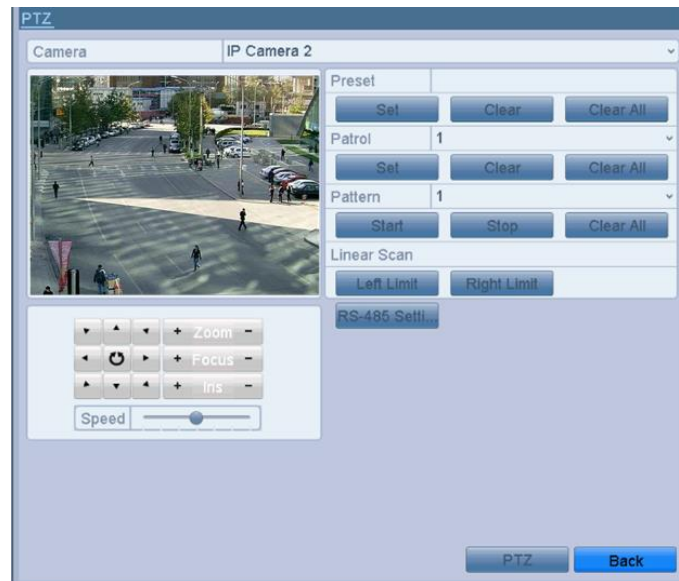 PTZ
Camera IP Camera 2
Preset
Set Clear Clear All
Patrol 1
Set Clear Clear All
Pattern 1
Start Stop Clear All
Linear Scan
Left Limit Right Limit
RS-485 Setti...
+ Zoom -
+ Focus -
+ Iris -
Speed
PTZ Back